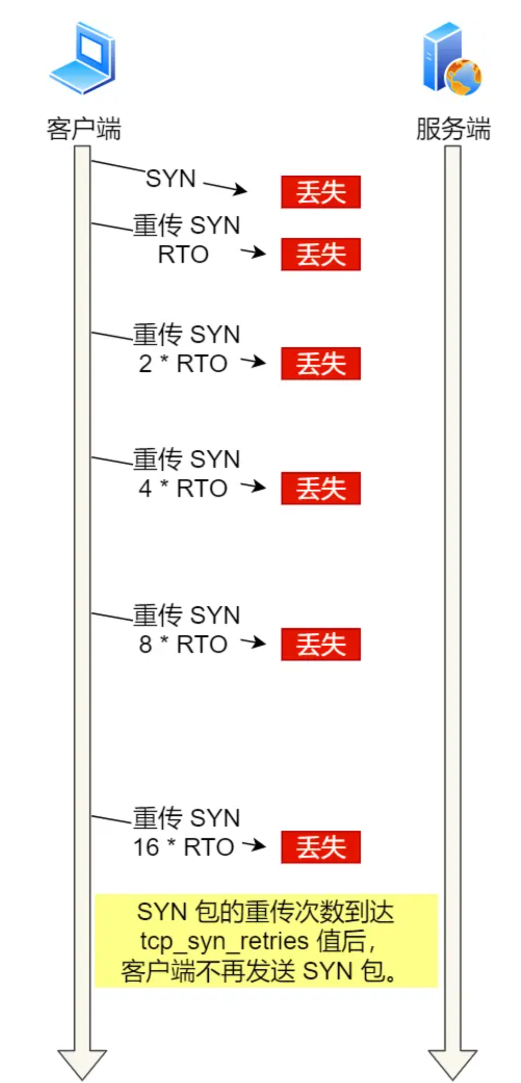 客户端
服务端
SYN
丢失
重传 SYN
RTO
丢失
重传 SYN
2 * RTO
丢失
重传 SYN
4 * RTO
丢失
重传 SYN
8 * RTO
丢失
重传 SYN
16 * RTO
丢失
SYN 包的重传次数到达
tcp_syn_retries 值后，
客户端不再发送 SYN 包。